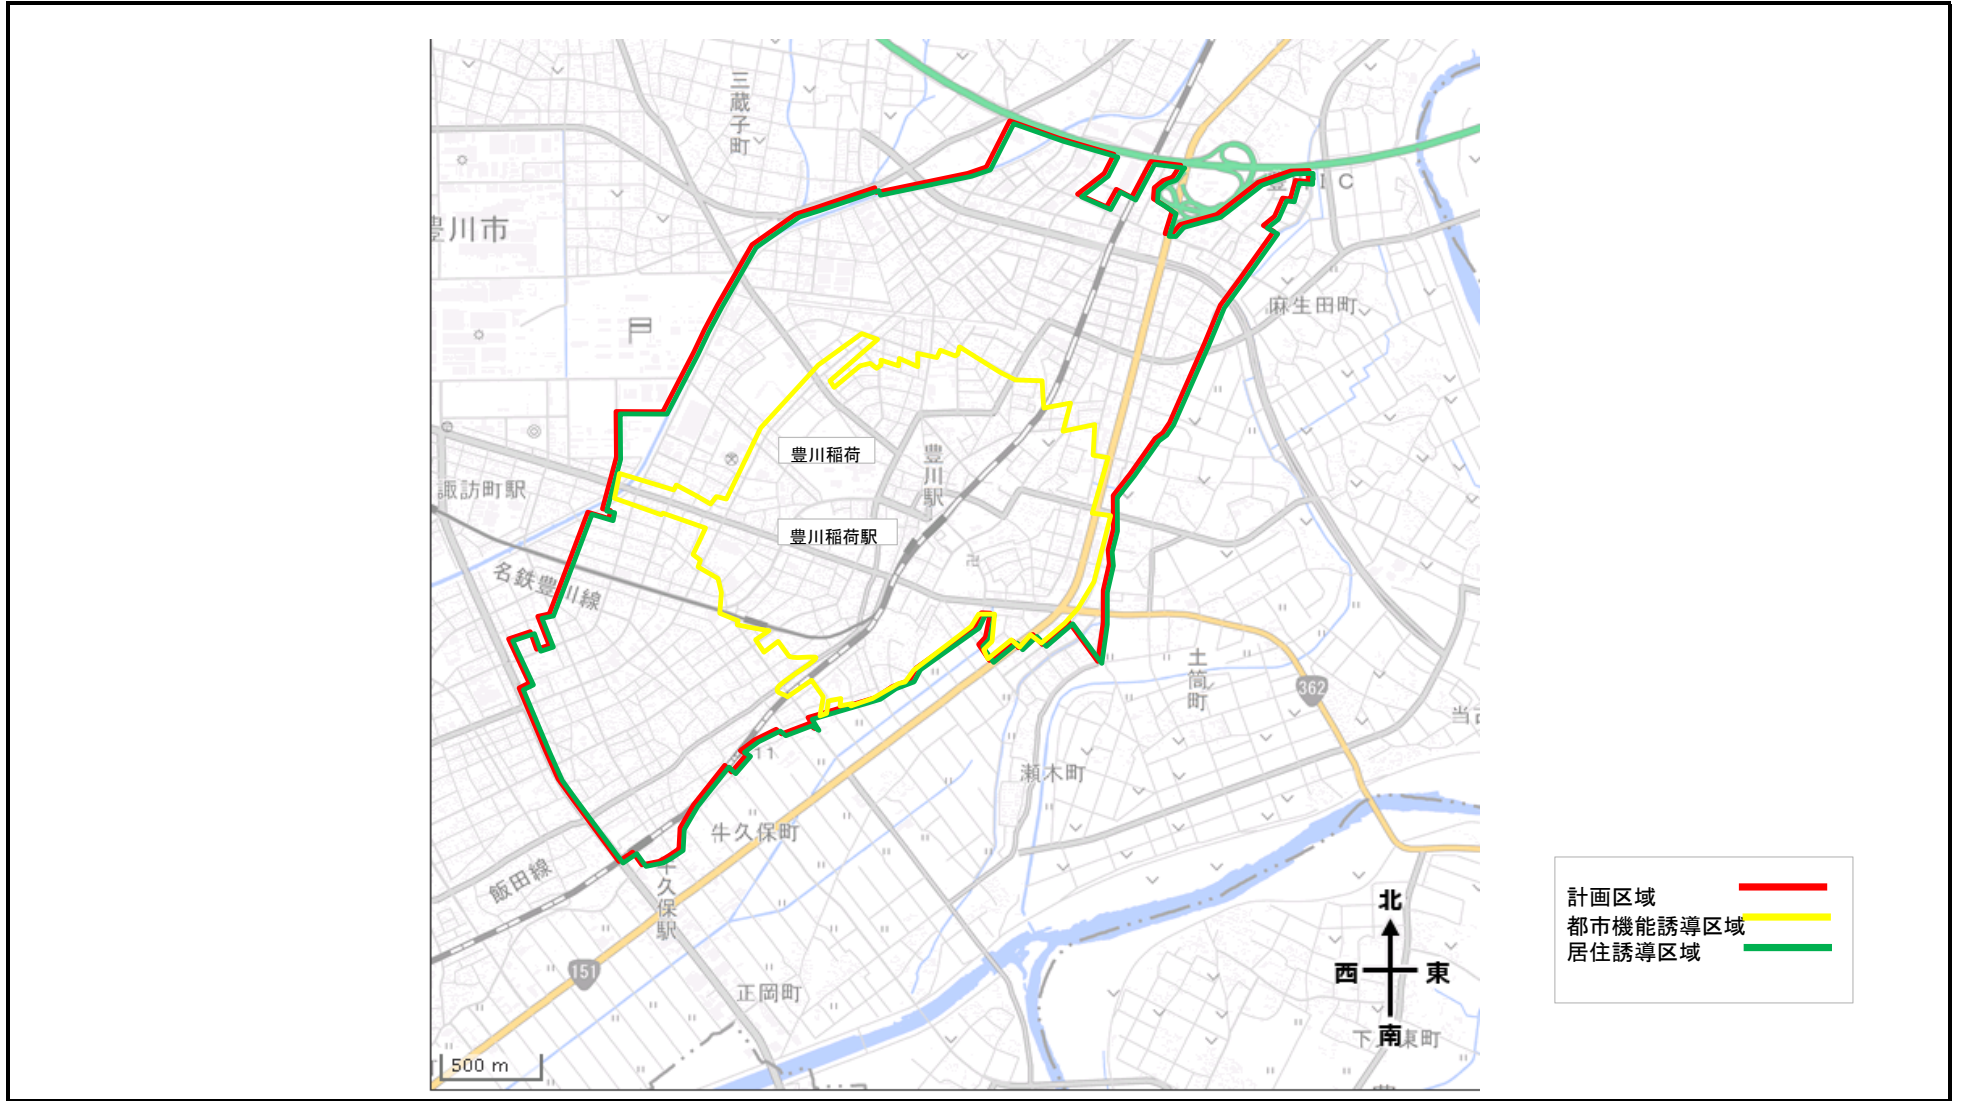 三蔵子町
豊川市
豊川IC
麻生田町
豊川稲荷
豊川駅
諏訪町駅
豊川稲荷駅
名鉄豊川線
土筒町
362
瀬木町
牛久保町
飯田線
牛久保駅
151
正岡町
500 m
北
西
東
南
計画区域
都市機能誘導区域
居住誘導区域